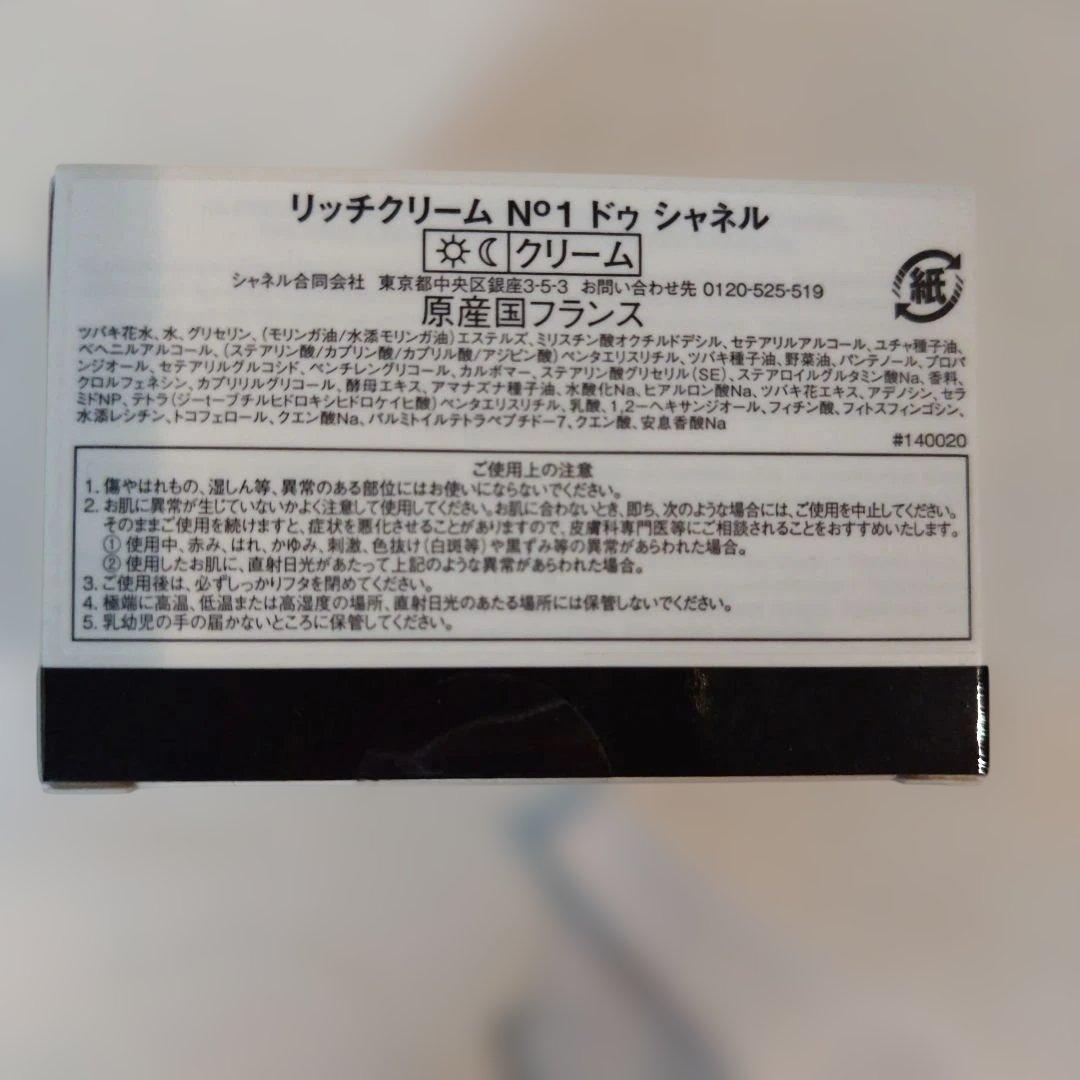 リッチクリーム Nº1 ドゥ シャネル
クリーム
シャネル合同会社 東京都中央区銀座3-5-3 お問い合わせ先 0120-525-519
紙
原産国フランス
ツバキ花水、水、グリセリン、(モリンガ油/水添モリンガ油)エステルズ、ミリスチン酸オクチルドデシル、セテアリルアルコール、ユチャ種子油、
ベヘニルアルコール、(ステアリン酸/カプリン酸/カプリル酸/アジピン酸)ペンタエリスリチル、ツバキ種子油、野菜油、パンテノール、プロパ
ンジオール、セテアリルグルコシド、ペンチレングリコール、カルボマー、ステアリン酸グリセリル(SE)、ステアロイルグルタミン酸Na、香料、
クロルフェネシン、カプリリルグリコール、酵母エキス、アマナズナ種子油、水酸化Na、ヒアルロン酸Na、ツバキ花エキス、アデノシン、セラ
ミドNP、テトラ(ジ-t-ブチルヒドロキシヒドロケイヒ酸)ペンタエリスリチル、乳酸、1,2-ヘキサンジオール、フィチン酸、フィトスフィンゴシン、
水添レシチン、トコフェロール、クエン酸Na、パルミトイルテトラペプチド-7、クエン酸、安息香酸Na
#140020
ご使用上の注意
1. 傷やはれもの、湿しん等、異常のある部位にはお使いにならないでください。
2. お肌に異常が生じていないかよく注意して使用してください。お肌に合わないとき、即ち、次のような場合には、ご使用を中止してください。
そのままご使用を続けますと、症状を悪化させることがありますので、皮膚科専門医等にご相談されることをおすすめいたします。
① 使用中、赤み、はれ、かゆみ、刺激、色抜け(白斑等)や黒ずみ等の異常があらわれた場合。
② 使用したお肌に、直射日光があたって上記のような異常があらわれた場合。
3. ご使用後は、必ずしっかりフタを閉めてください。
4. 極端に高温、低温または高湿度の場所、直射日光のあたる場所には保管しないでください。
5. 乳幼児の手の届かないところに保管してください。